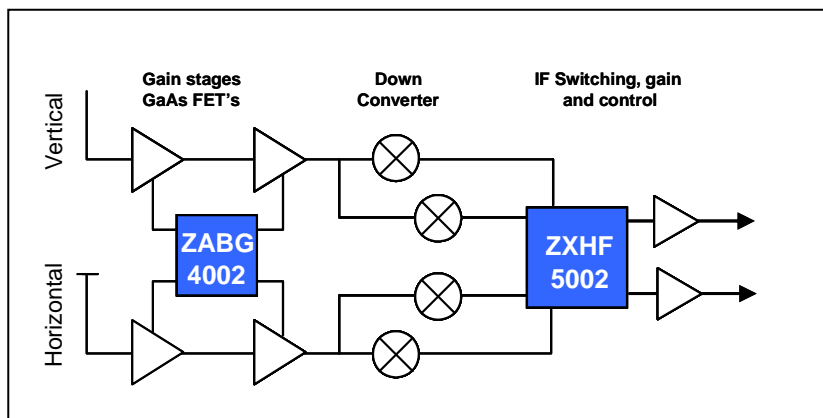 Gain stages
GaAs FET's
Down
Converter
IF Switching, gain
and control
Vertical
ZABG
4002
ZXHF
5002
Horizontal